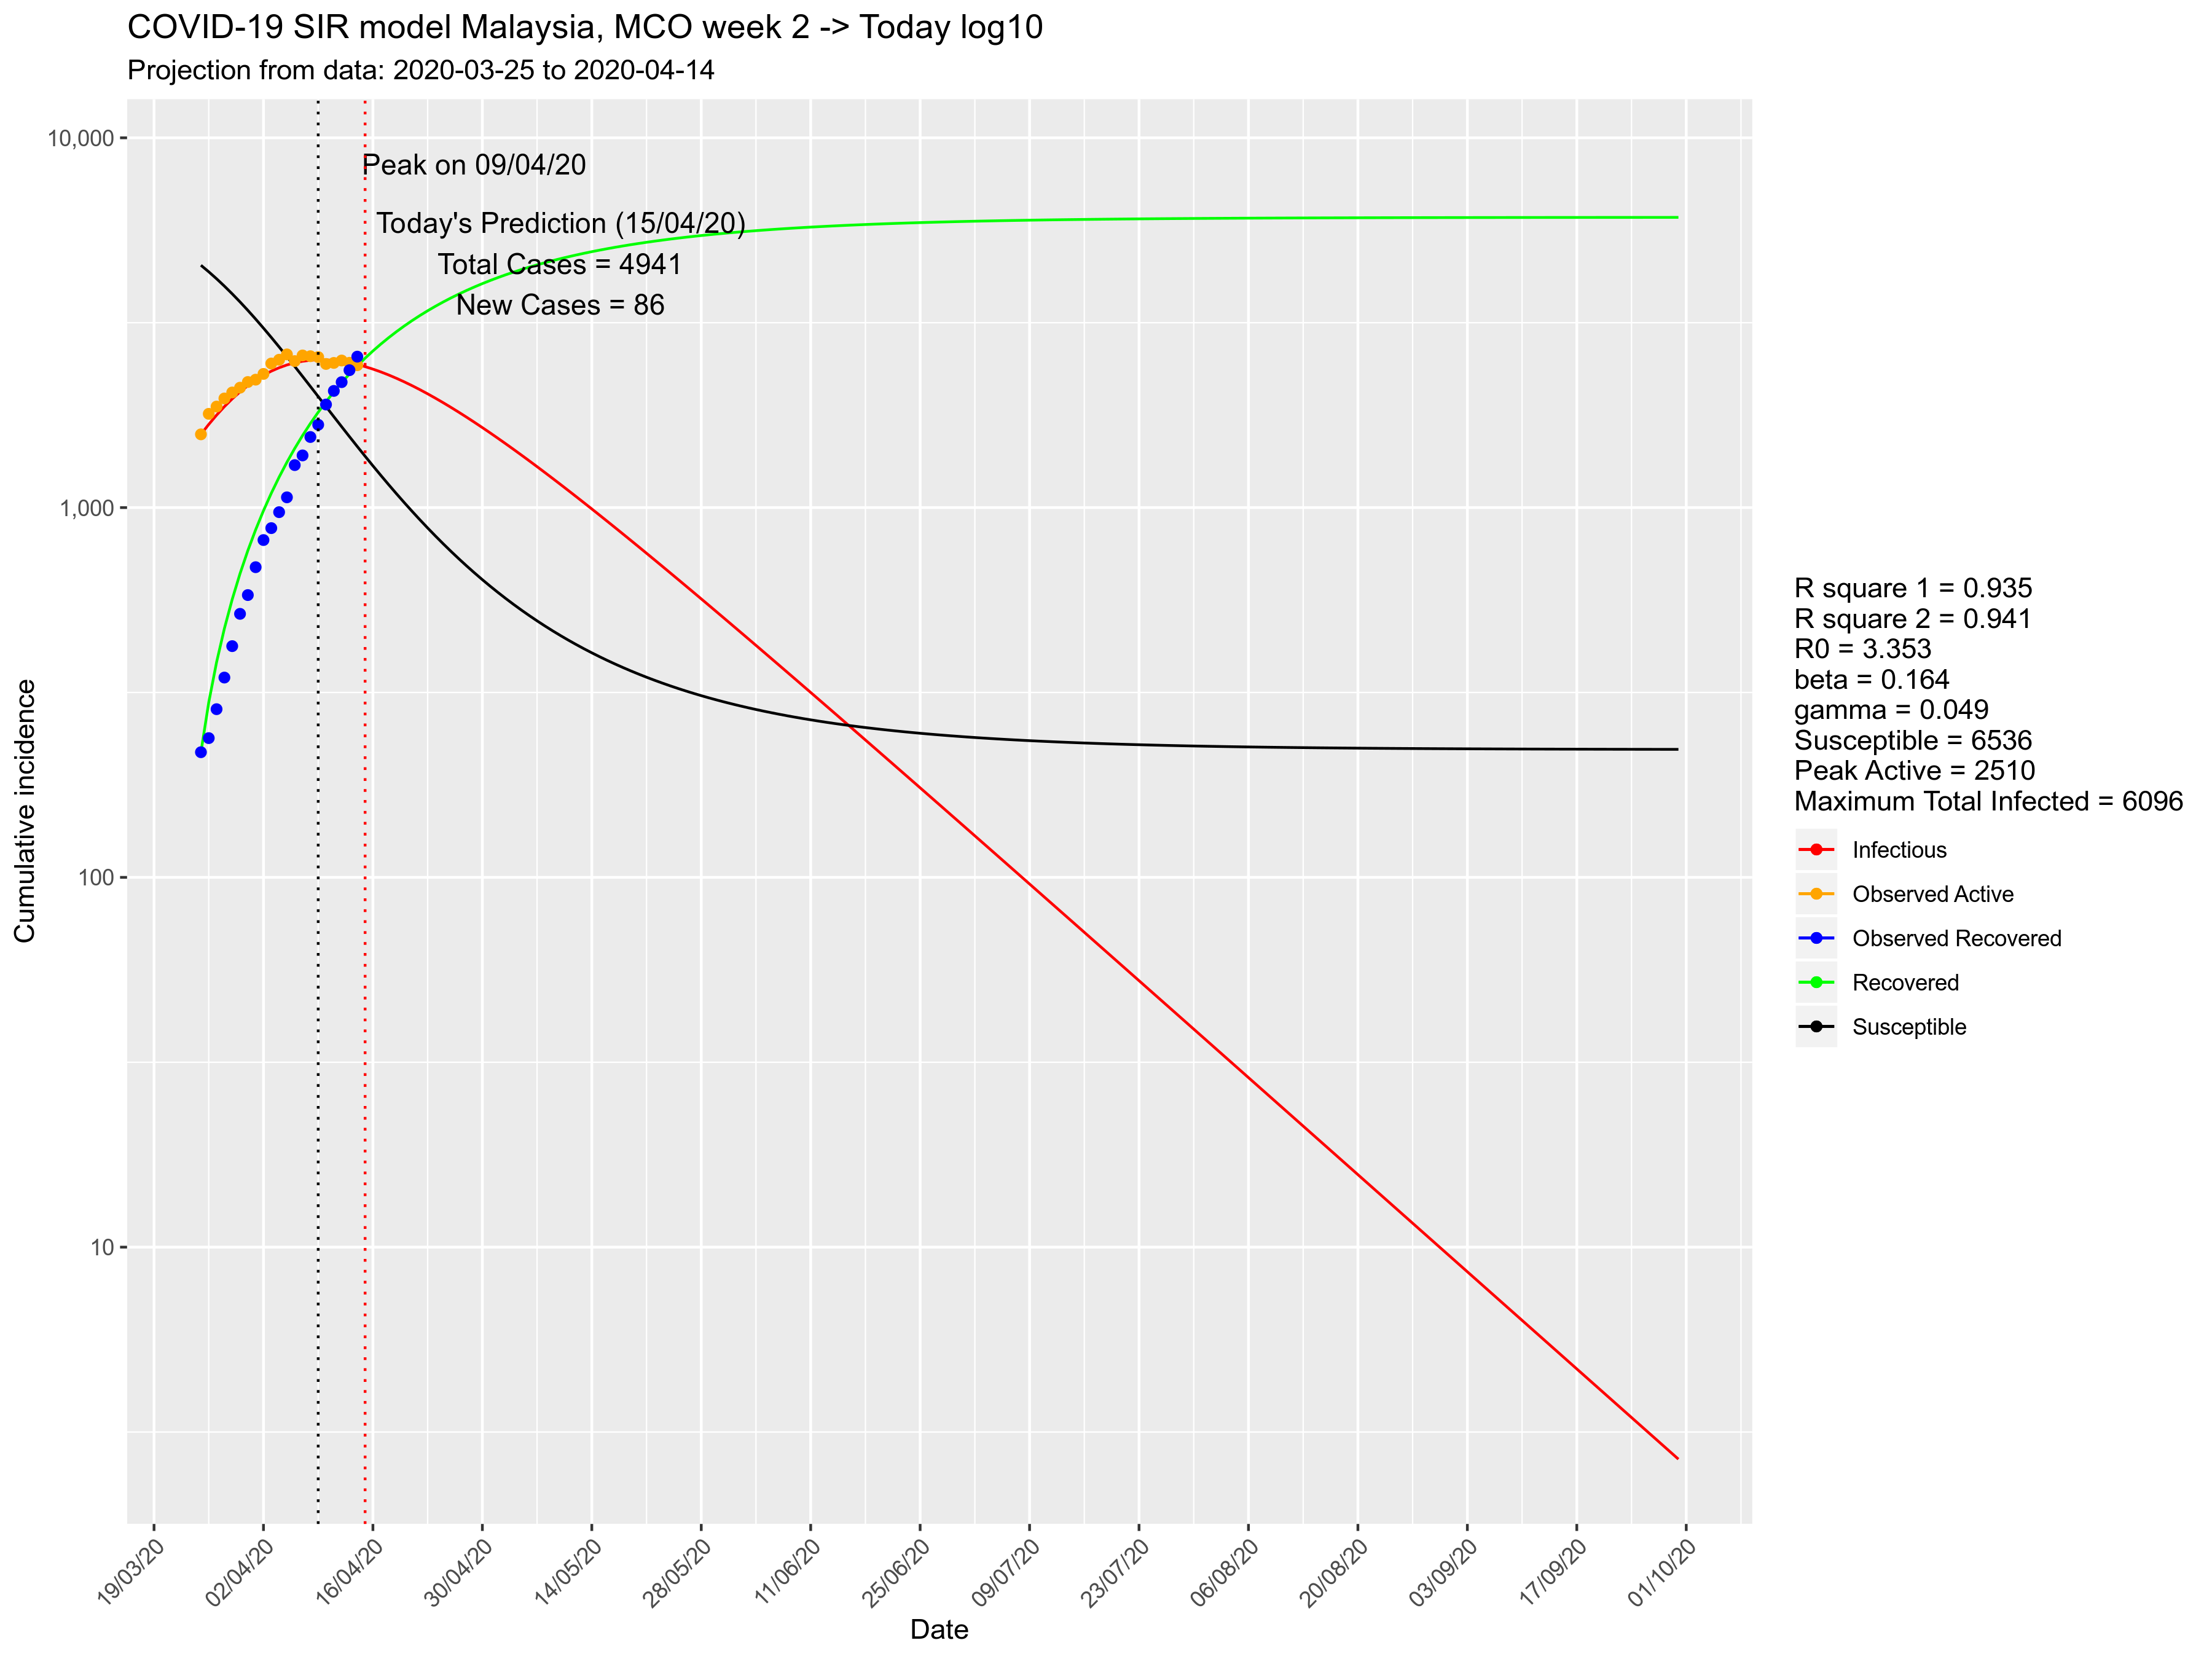 COVID-19 SIR model Malaysia, MCO week 2 -> Today log10
Projection from data: 2020-03-25 to 2020-04-14
Peak on 09/04/20
Today's Prediction (15/04/20)
Total Cases = 4941
New Cases = 86
10,000
1,000
100
10
Cumulative incidence
19/03/20
02/04/20
16/04/20
30/04/20
14/05/20
28/05/20
11/06/20
25/06/20
09/07/20
23/07/20
06/08/20
20/08/20
03/09/20
17/09/20
01/10/20
Date
R square 1 = 0.935
R square 2 = 0.941
R0 = 3.353
beta = 0.164
gamma = 0.049
Susceptible = 6536
Peak Active = 2510
Maximum Total Infected = 6096
Infectious
Observed Active
Observed Recovered
Recovered
Susceptible